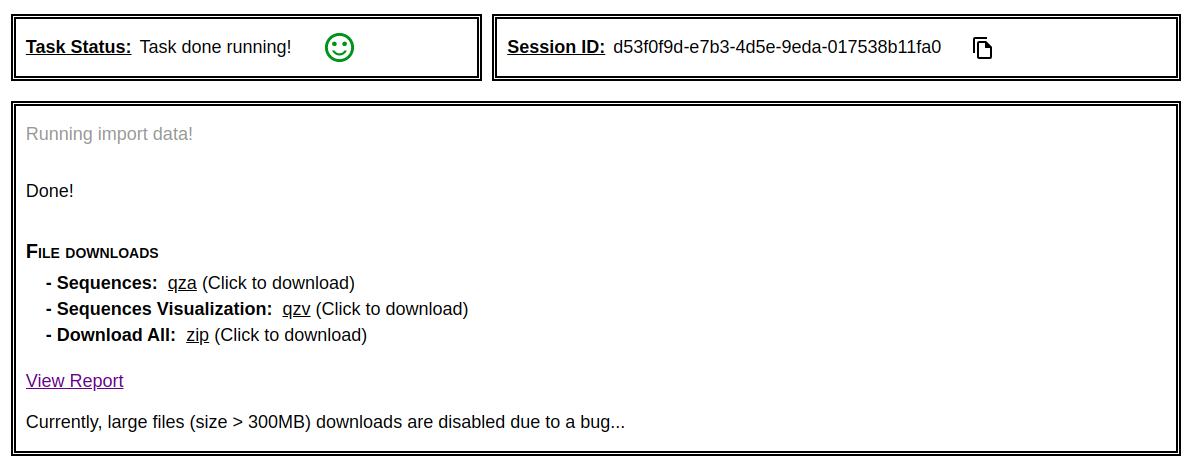 Task Status: Task done running!
Session ID: d53f0f9d-e7b3-4d5e-9eda-017538b11fa0
Running import data!
Done!
File downloads
- Sequences: qza (Click to download)
- Sequences Visualization: qzv (Click to download)
- Download All: zip (Click to download)
View Report
Currently, large files (size > 300MB) downloads are disabled due to a bug...